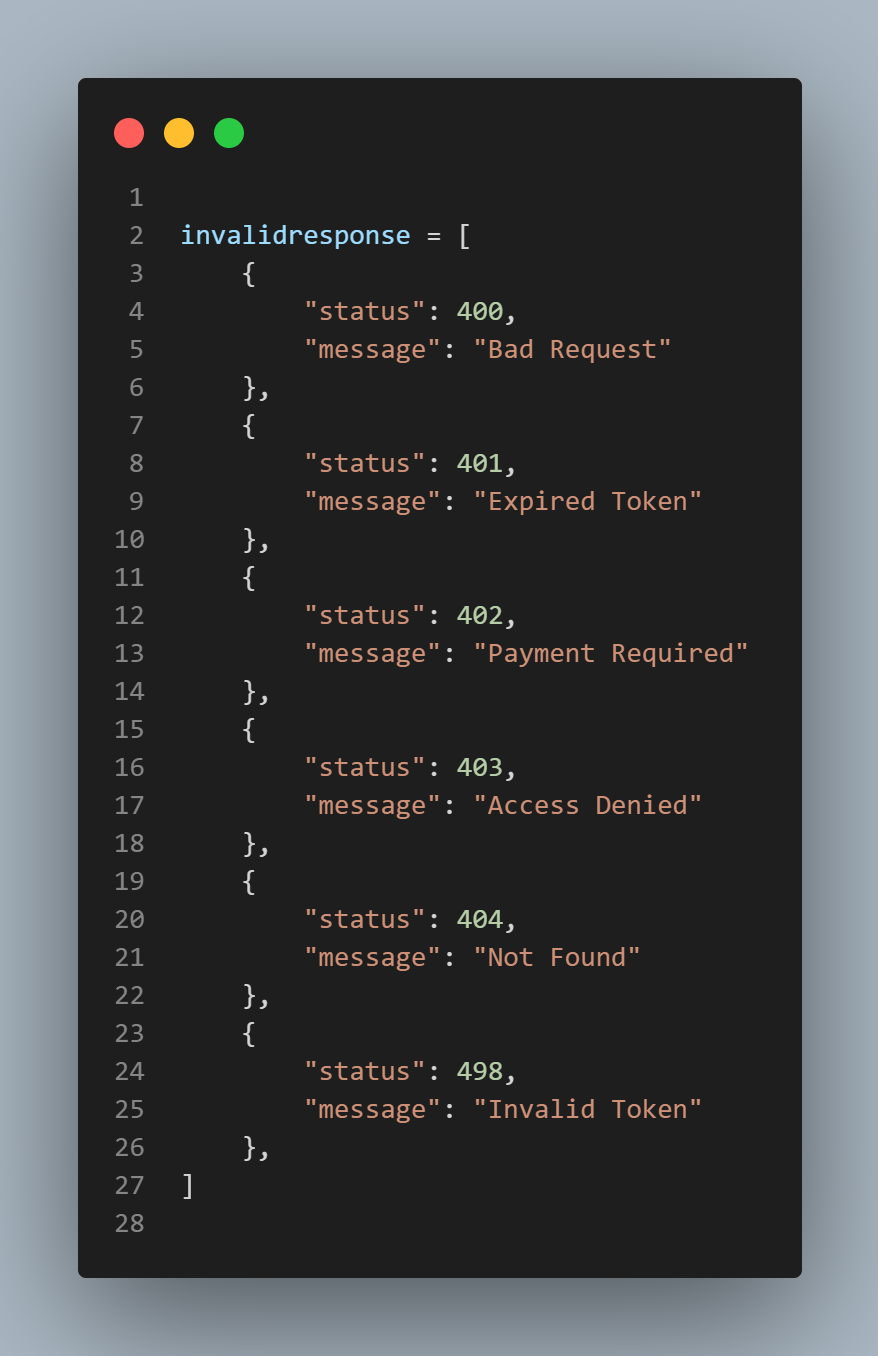 1
2 invalidresponse = [
3     {
4         "status": 400,
5         "message": "Bad Request"
6     },
7     {
8         "status": 401,
9         "message": "Expired Token"
10     },
11     {
12         "status": 402,
13         "message": "Payment Required"
14     },
15     {
16         "status": 403,
17         "message": "Access Denied"
18     },
19     {
20         "status": 404,
21         "message": "Not Found"
22     },
23     {
24         "status": 498,
25         "message": "Invalid Token"
26     },
27 ]
28